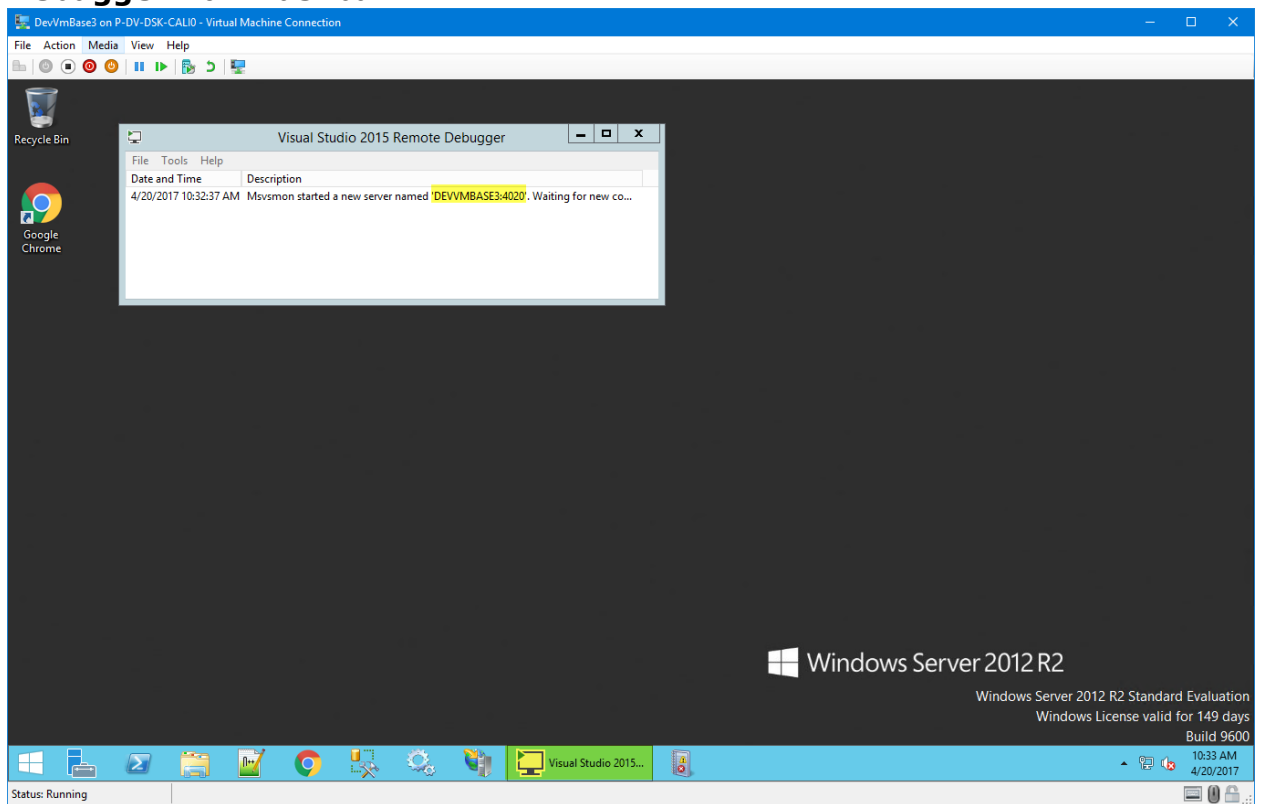 DevVmBase3 on P-DV-DSK-CALI0 - Virtual Machine Connection
File Action Media View Help
Recycle Bin
Visual Studio 2015 Remote Debugger
File Tools Help
Date and Time Description
4/20/2017 10:32:37 AM Msvsmon started a new server named 'DEVVMBASE3:4020'. Waiting for new co...
Google
Chrome
Windows Server 2012 R2
Windows Server 2012 R2 Standard Evaluation
Windows License valid for 149 days
Build 9600
Visual Studio 2015...
10:33 AM
4/20/2017
Status: Running